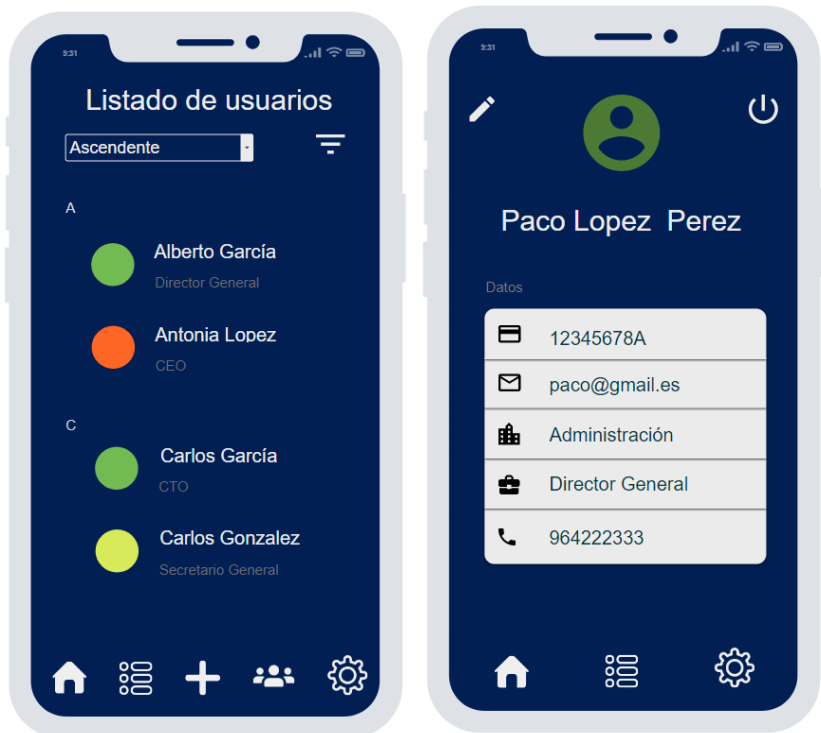 9:31
Listado de usuarios
Ascendente
A
Alberto García
Director General
Antonia Lopez
CEO
C
Carlos García
CTO
Carlos Gonzalez
Secretario General
9:31
Paco Lopez Perez
Datos
12345678A
paco@gmail.es
Administración
Director General
964222333